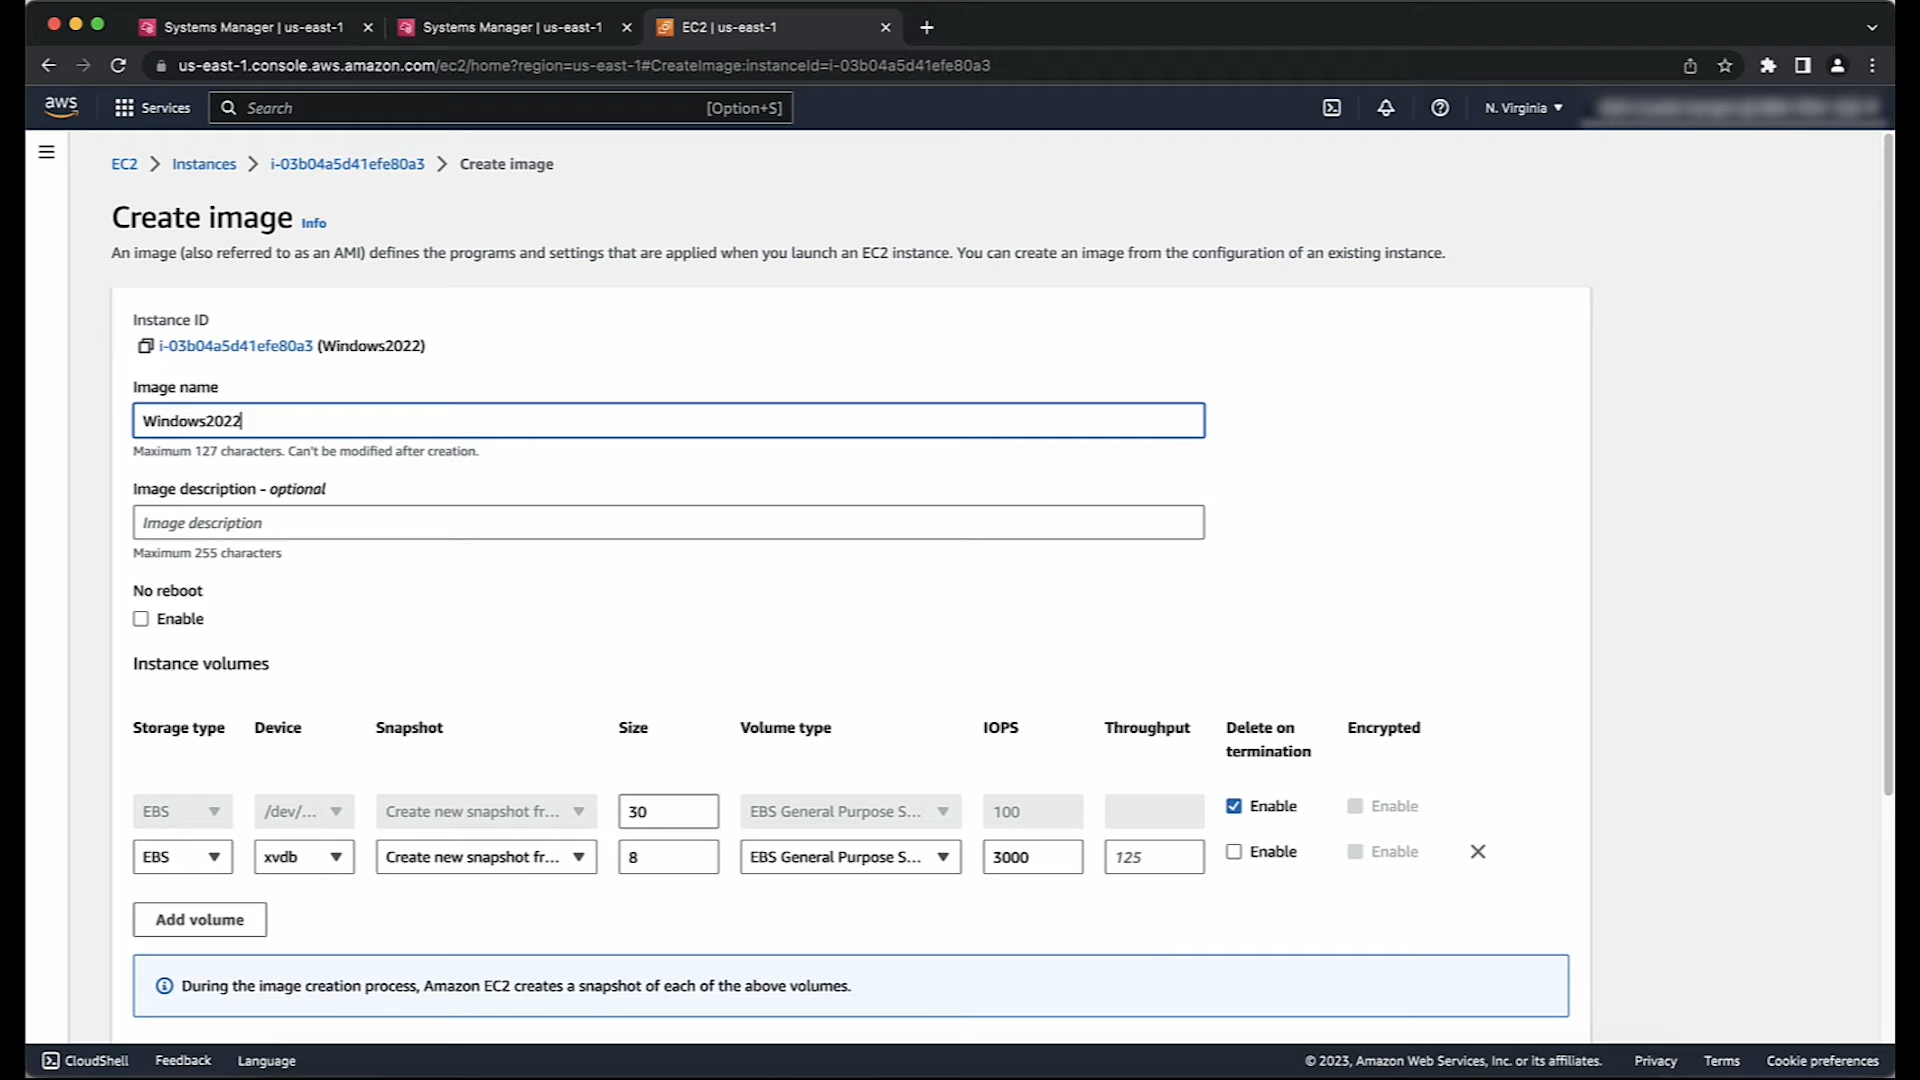 Systems Manager | us-east-1
Systems Manager | us-east-1
EC2 | us-east-1
us-east-1.console.aws.amazon.com/ec2/home?region=us-east-1#CreateImage:instanceId=i-03b04a5d41efe80a3
aws
Services
Search
[Option+S]
N. Virginia
EC2
Instances
i-03b04a5d41efe80a3
Create image
Create image Info
An image (also referred to as an AMI) defines the programs and settings that are applied when you launch an EC2 instance. You can create an image from the configuration of an existing instance.
Instance ID
i-03b04a5d41efe80a3 (Windows2022)
Image name
Windows2022
Maximum 127 characters. Can't be modified after creation.
Image description - optional
Image description
Maximum 255 characters
No reboot
Enable
Instance volumes
Storage type Device Snapshot Size Volume type IOPS Throughput Delete on termination Encrypted
EBS /dev/... Create new snapshot fr... 30 EBS General Purpose S... 100 Enable Enable
EBS xvdb Create new snapshot fr... 8 EBS General Purpose S... 3000 125 Enable Enable
Add volume
During the image creation process, Amazon EC2 creates a snapshot of each of the above volumes.
CloudShell Feedback Language
© 2023, Amazon Web Services, Inc. or its affiliates. Privacy Terms Cookie preferences